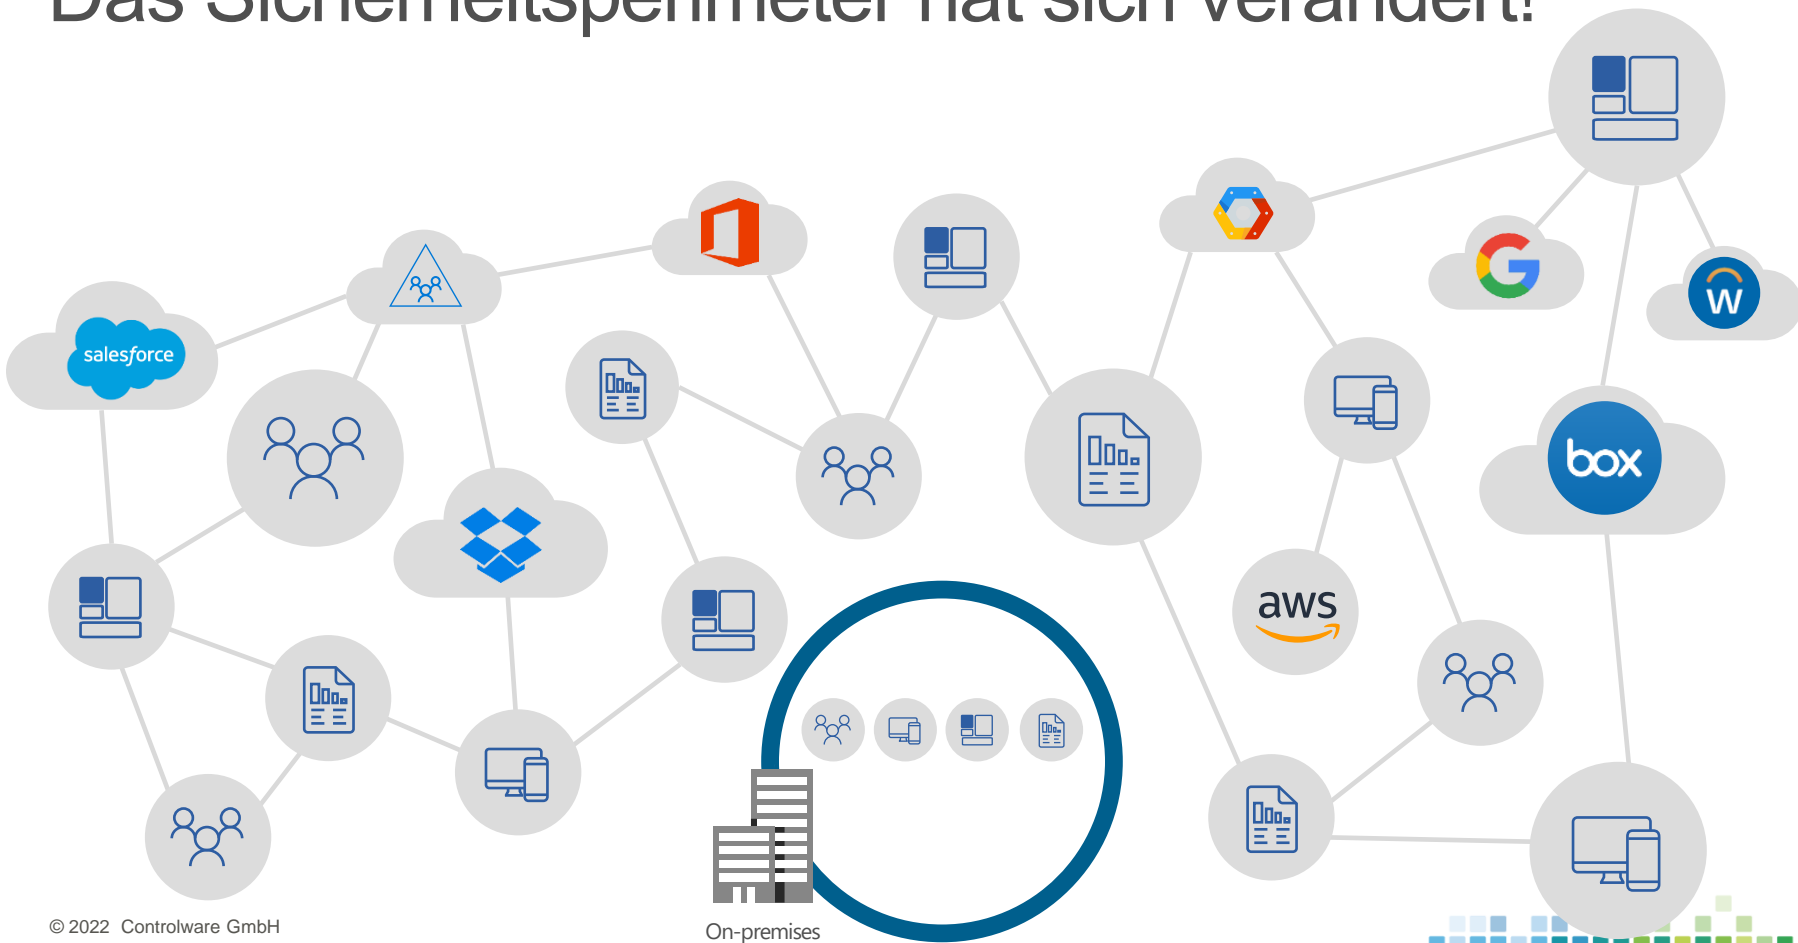 Das Sicherheitsperimeter hat sich verändert!
salesforce
W
box
aws
On-premises
© 2022 Controlware GmbH